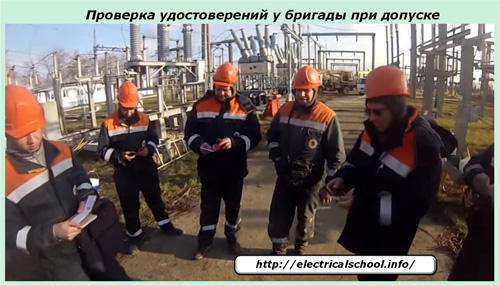 Проверка удостоверений у бригады при допуске
http://electricalschool.info/